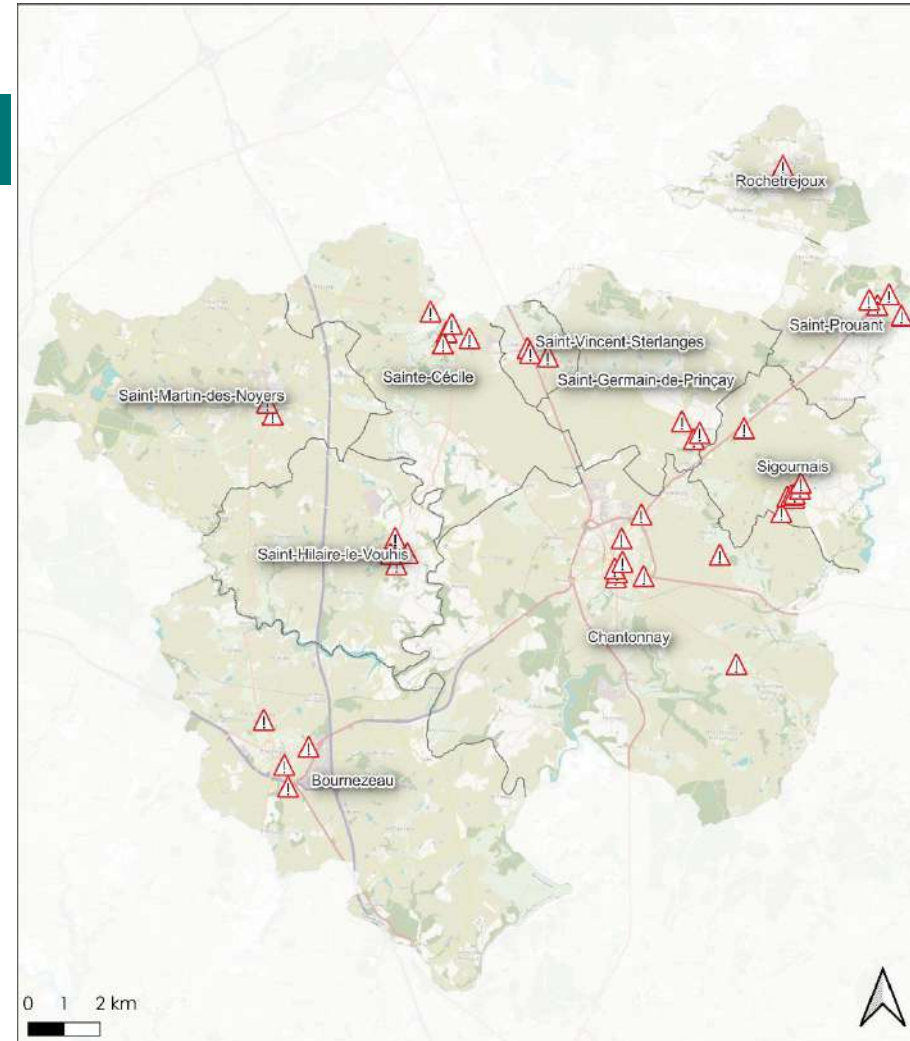 Rochetrejoux
Saint-Prouant
Saint-Vincent-Sterlanges
Sainte-Cécile
Saint-Germain-de-Prinçay
Saint-Martin-des-Noyers
Sigournais
Saint-Hilaire-le-Vouhis
Chantonnay
Bournezeau
0 1 2 km